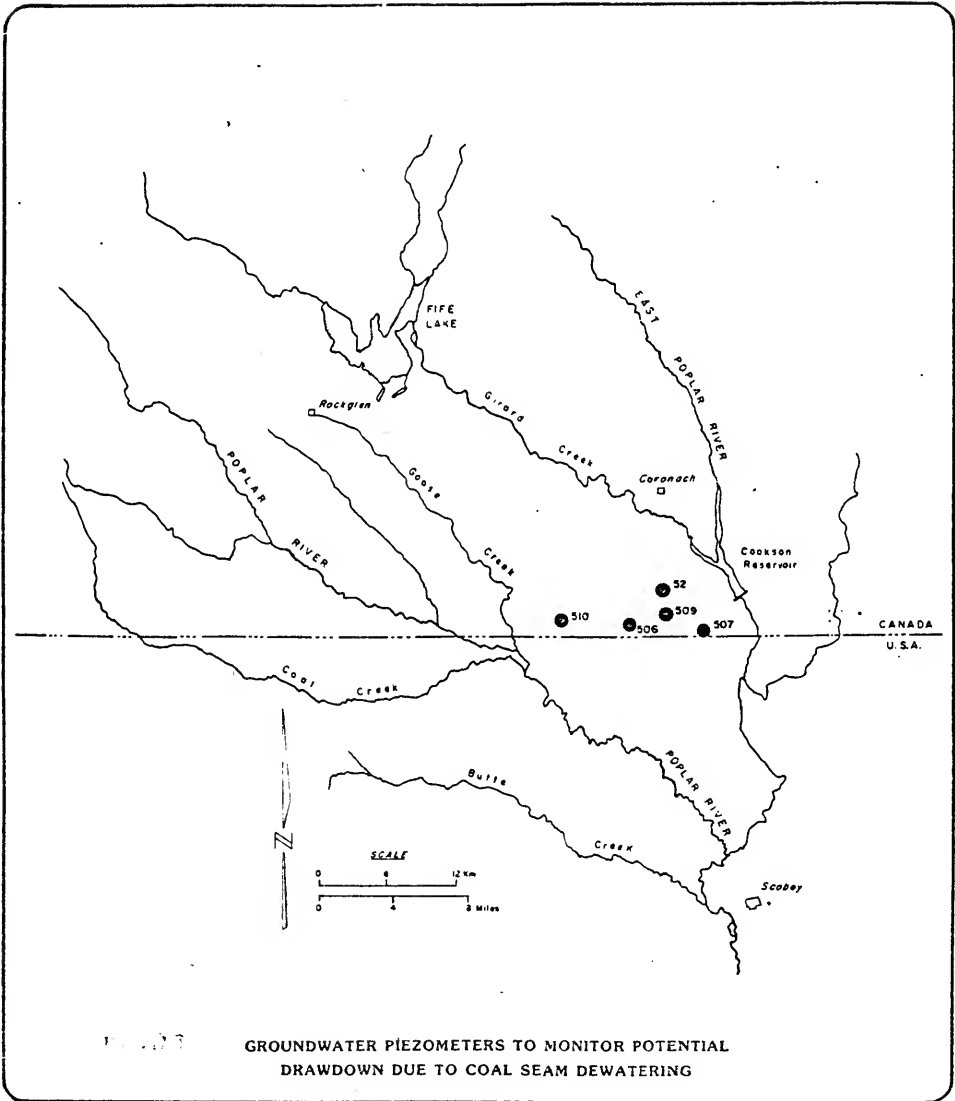 FIFE
LAKE
EAST
POPLAR
RIVER
Rockglen
Girard
Creek
Coronach
POPLAR
RIVER
Goose
Creek
Cookson
Reservoir
52
510
509
506
507
CANADA
U.S.A.
Coal
Creek
POPLAR RIVER
Butte
Creek
N
SCALE
0 6 12 Km
0 4 8 Miles
Scobey
GROUNDWATER PIEZOMETERS TO MONITOR POTENTIAL
DRAWDOWN DUE TO COAL SEAM DEWATERING